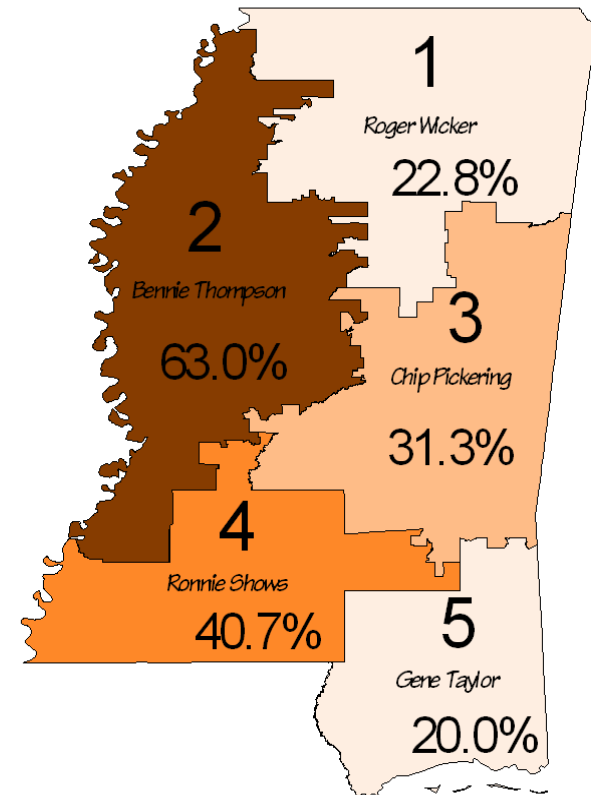 1
Roger Wicker
22.8%
2
Bennie Thompson
63.0%
3
Chip Pickering
31.3%
4
Ronnie Shows
40.7%
5
Gene Taylor
20.0%